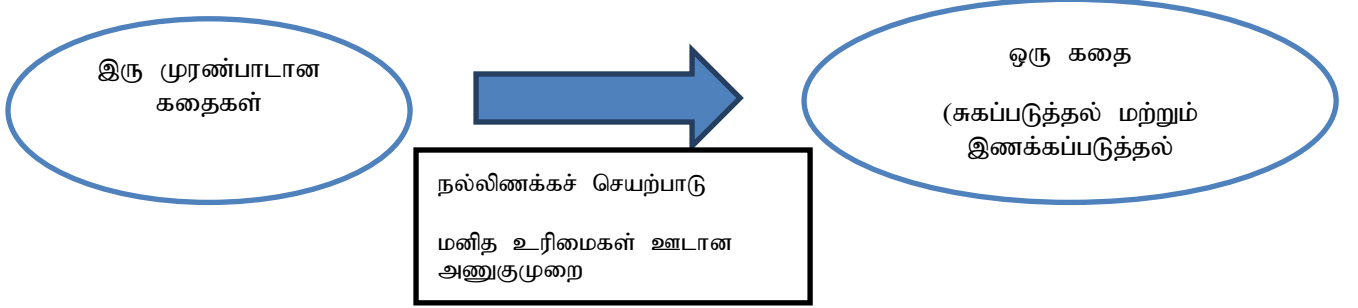 இரு முரண்பாடான
கதைகள்
நல்லிணக்கச் செயற்பாடு
மனித உரிமைகள் ஊடான
அணுகுமுறை
ஒரு கதை
(சுகப்படுத்தல் மற்றும்
இணக்கப்படுத்தல்